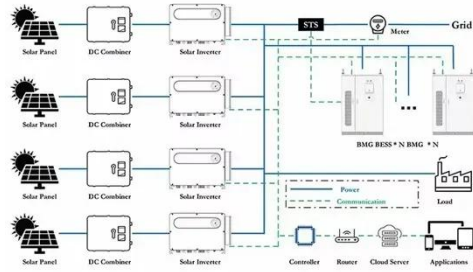 STS
Grid
Meter
Solar Panel
DC Combiner
Solar Inverter
Solar Panel
DC Combiner
Solar Inverter
BMG BESS * N BMG * N
Solar Panel
DC Combiner
Solar Inverter
Power
Communication
Load
Solar Panel
DC Combiner
Solar Inverter
Controller
Router
Cloud Server
Applications